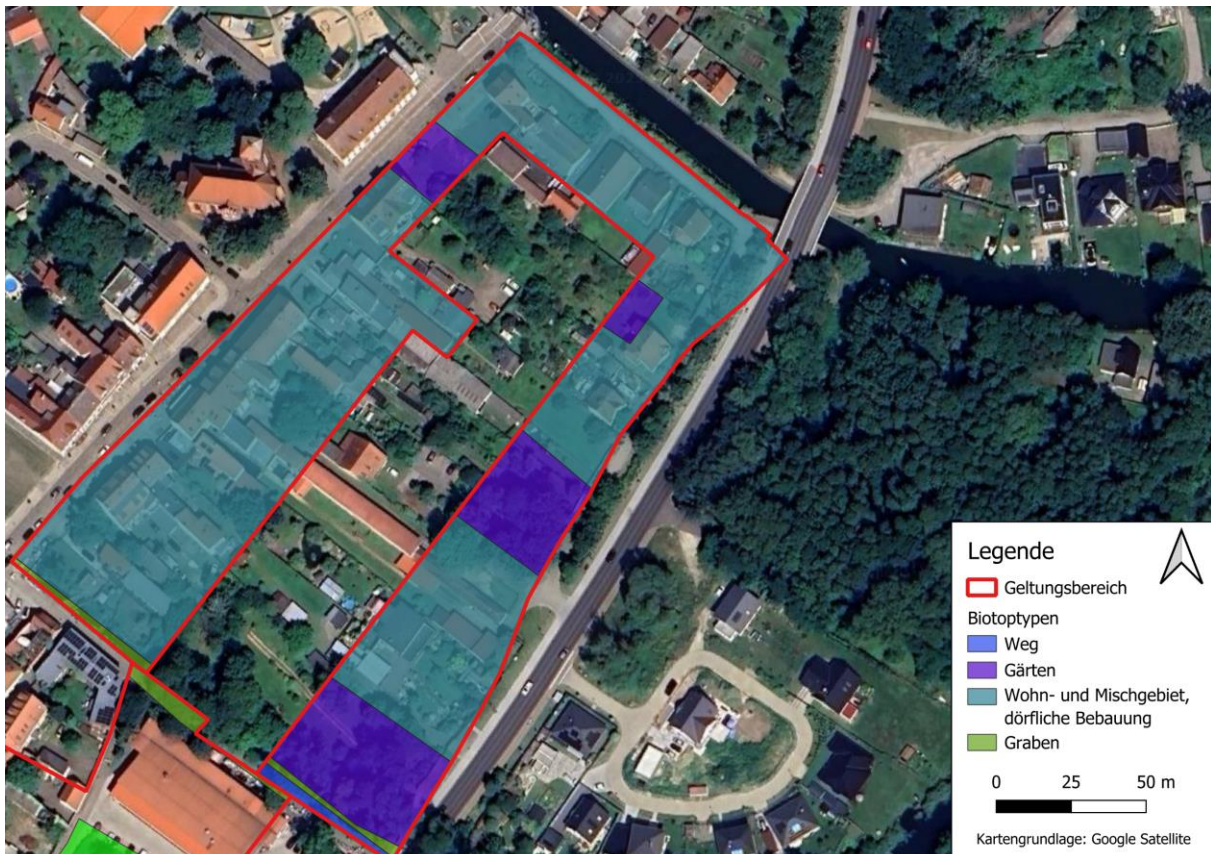 Legende
Geltungsbereich
Biotoptypen
Weg
Gärten
Wohn- und Mischgebiet,
dörfliche Bebauung
Graben
0 25 50 m
Kartengrundlage: Google Satellite